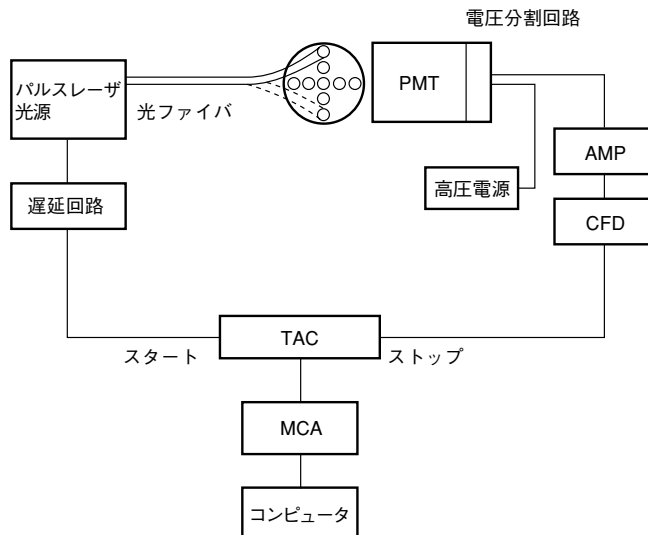 電圧分割回路
パルスレーザ
光源
光ファイバ
PMT
AMP
高圧電源
遅延回路
CFD
TAC
スタート
ストップ
MCA
コンピュータ